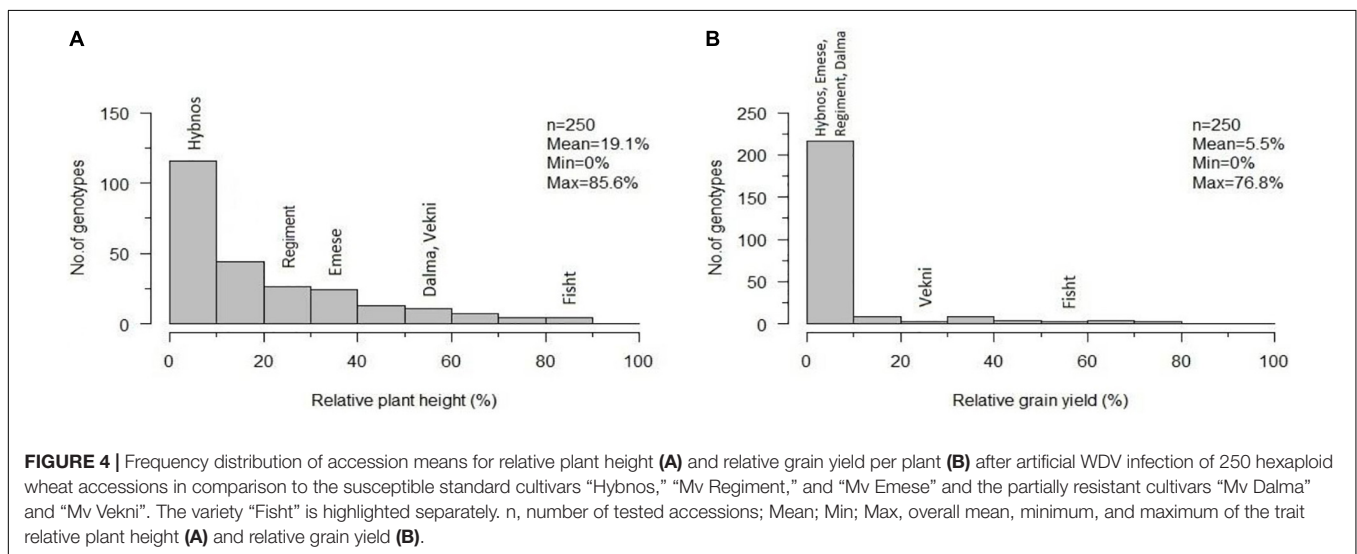 A
No.of genotypes
150
100
50
0
Hybnos
Regiment
Emese
Dalma, Vekni
Fisht
n=250
Mean=19.1%
Min=0%
Max=85.6%
0 20 40 60 80 100
Relative plant height (%)
B
No.of genotypes
250
200
150
100
50
0
Hybnos, Emese,
Regiment, Dalma
Vekni
Fisht
n=250
Mean=5.5%
Min=0%
Max=76.8%
0 20 40 60 80 100
Relative grain yield (%)
FIGURE 4 | Frequency distribution of accession means for relative plant height (A) and relative grain yield per plant (B) after artificial WDV infection of 250 hexaploid
wheat accessions in comparison to the susceptible standard cultivars “Hybnos,” “Mv Regiment,” and “Mv Emese” and the partially resistant cultivars “Mv Dalma”
and “Mv Vekni”. The variety “Fisht” is highlighted separately. n, number of tested accessions; Mean; Min; Max, overall mean, minimum, and maximum of the trait
relative plant height (A) and relative grain yield (B).